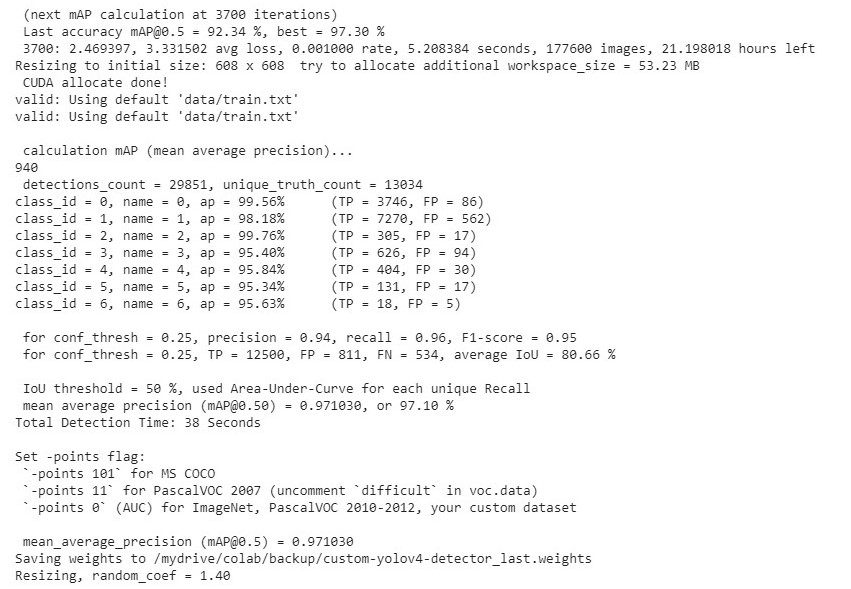 (next mAP calculation at 3700 iterations)
Last accuracy mAP@0.5 = 92.34 %, best = 97.30 %
3700: 2.469397, 3.331502 avg loss, 0.001000 rate, 5.208384 seconds, 177600 images, 21.198018 hours left
Resizing to initial size: 608 x 608  try to allocate additional workspace_size = 53.23 MB
CUDA allocate done!
valid: Using default 'data/train.txt'
valid: Using default 'data/train.txt'
calculation mAP (mean average precision)...
940
detections_count = 29851, unique_truth_count = 13034
class_id = 0, name = 0, ap = 99.56%      (TP = 3746, FP = 86)
class_id = 1, name = 1, ap = 98.18%      (TP = 7270, FP = 562)
class_id = 2, name = 2, ap = 99.76%      (TP = 305, FP = 17)
class_id = 3, name = 3, ap = 95.40%      (TP = 626, FP = 94)
class_id = 4, name = 4, ap = 95.84%      (TP = 404, FP = 30)
class_id = 5, name = 5, ap = 95.34%      (TP = 131, FP = 17)
class_id = 6, name = 6, ap = 95.63%      (TP = 18, FP = 5)
for conf_thresh = 0.25, precision = 0.94, recall = 0.96, F1-score = 0.95
for conf_thresh = 0.25, TP = 12500, FP = 811, FN = 534, average IoU = 80.66 %
IoU threshold = 50 %, used Area-Under-Curve for each unique Recall
mean average precision (mAP@0.50) = 0.971030, or 97.10 %
Total Detection Time: 38 Seconds
Set -points flag:
`-points 101` for MS COCO
`-points 11` for PascalVOC 2007 (uncomment `difficult` in voc.data)
`-points 0` (AUC) for ImageNet, PascalVOC 2010-2012, your custom dataset
mean_average_precision (mAP@0.5) = 0.971030
Saving weights to /mydrive/colab/backup/custom-yolov4-detector_last.weights
Resizing, random_coef = 1.40